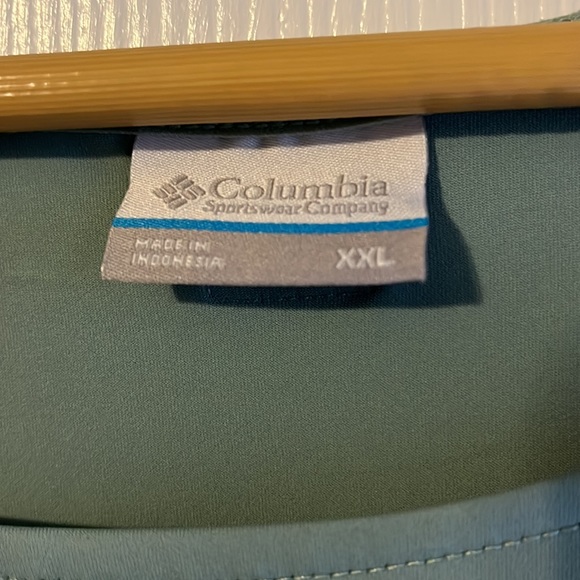 Columbia
Sportswear Company
MADE IN
INDONESIA
XXL